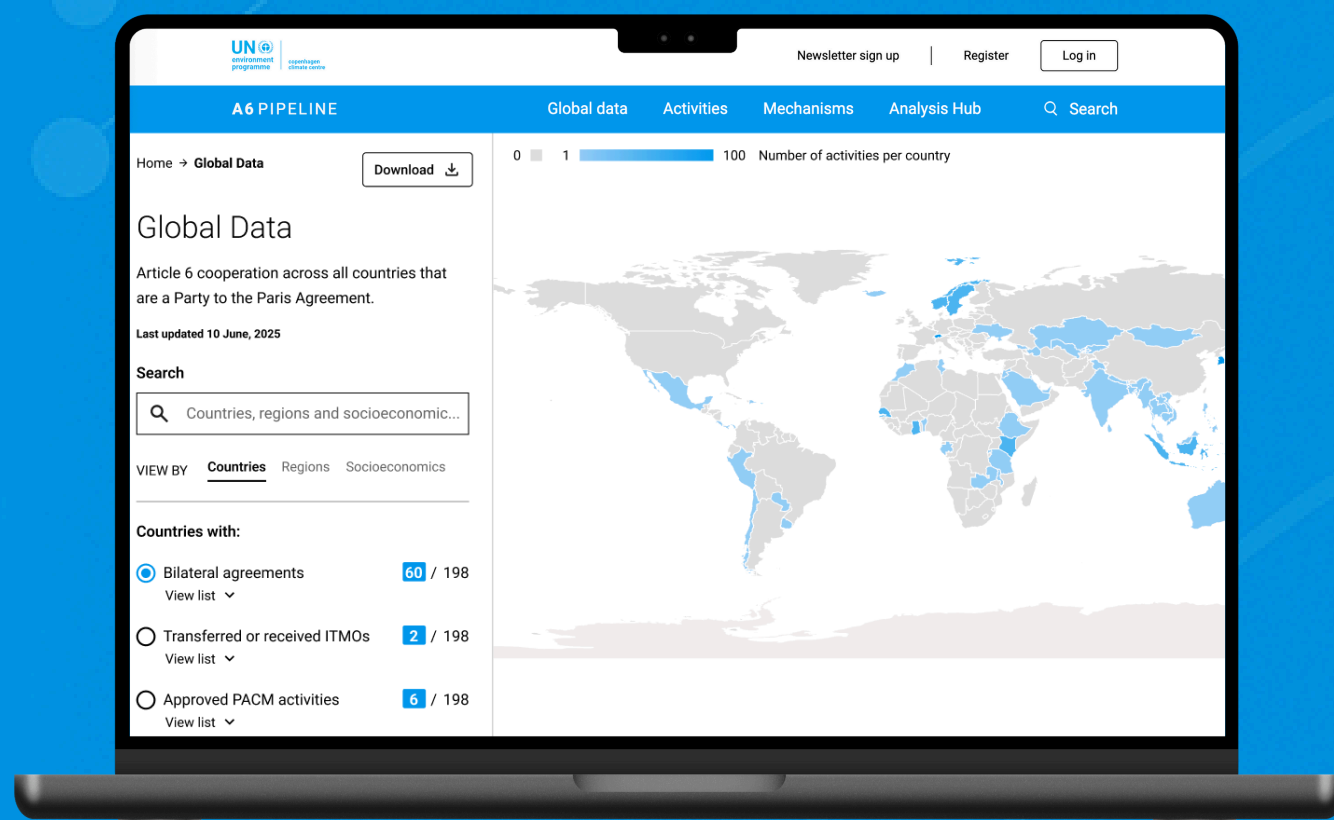 UN
environment
programme
copenhagen
climate centre
Newsletter sign up
Register
Log in
A6 PIPELINE
Global data
Activities
Mechanisms
Analysis Hub
Search
Home → Global Data
Download
Global Data
Article 6 cooperation across all countries that
are a Party to the Paris Agreement.
Last updated 10 June, 2025
Search
Countries, regions and socioeconomic...
VIEW BY Countries Regions Socioeconomics
Countries with:
Bilateral agreements 60 / 198
View list
Transferred or received ITMOs 2 / 198
View list
Approved PACM activities 6 / 198
View list
0 1 100 Number of activities per country